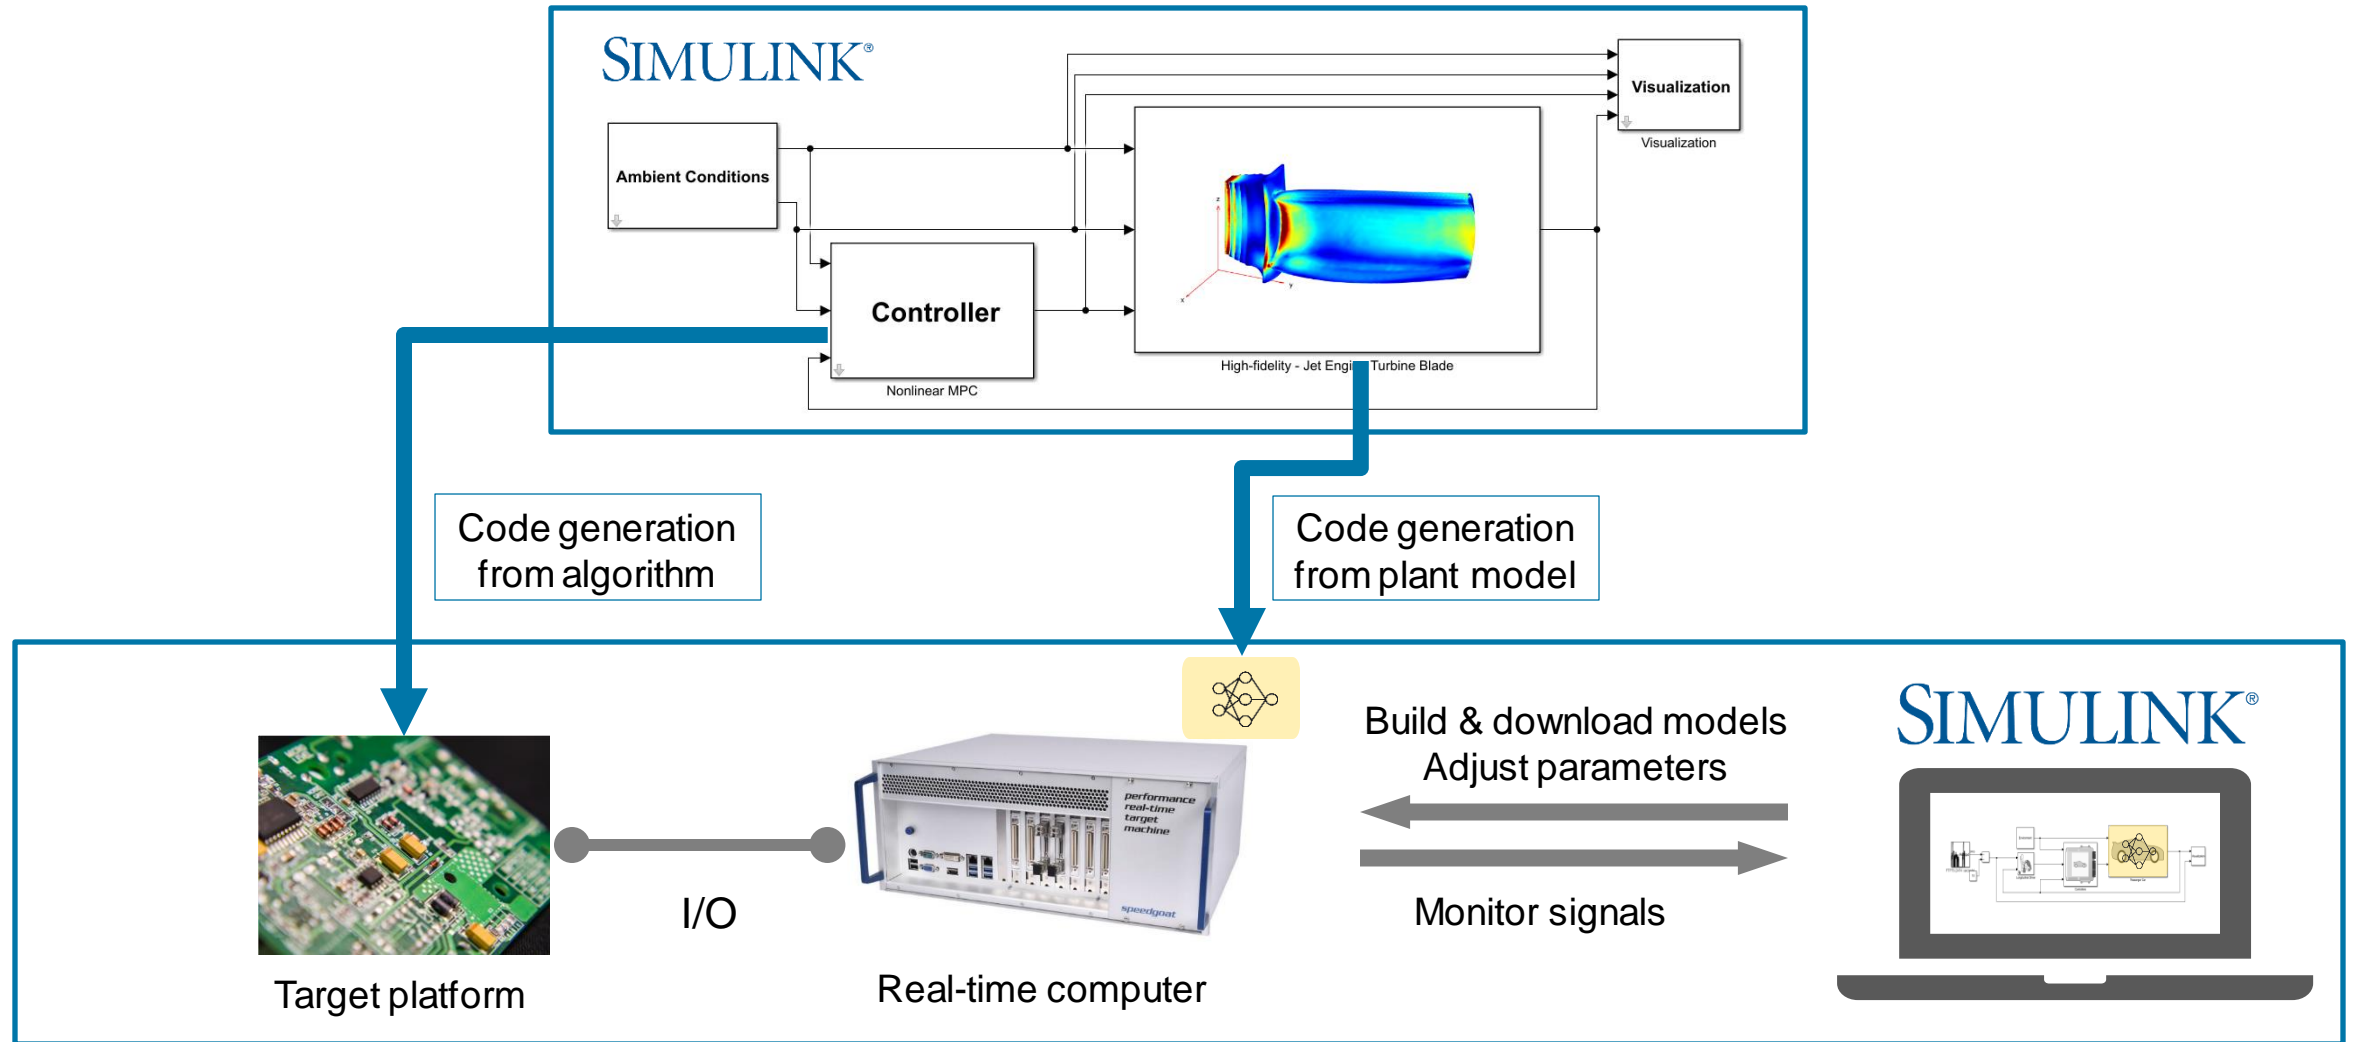 SIMULINK®
Visualization
Visualization
Ambient Conditions
z
x
y
Controller
Nonlinear MPC
High-fidelity - Jet Engi Turbine Blade
Code generation
from algorithm
Code generation
from plant model
Build & download models
Adjust parameters
SIMULINK®
performance
real-time
target
machine
speedgoat
I/O
Monitor signals
Target platform
Real-time computer